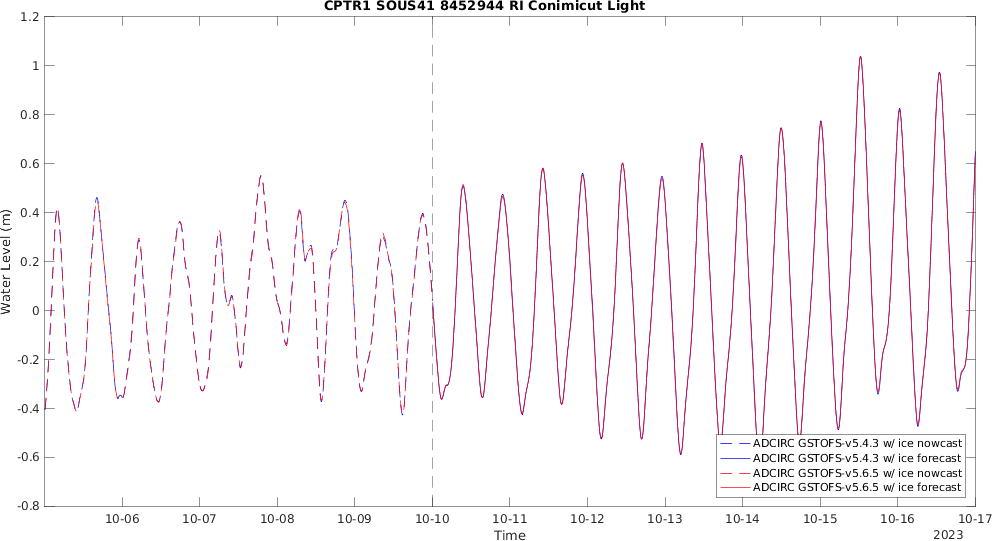 CPTR1 SOUS41 8452944 RI Conimicut Light
1.2
1
0.8
0.6
0.4
0.2
0
-0.2
-0.4
-0.6
-0.8
Water Level (m)
ADCIRC GSTOFS-v5.4.3 w/ ice nowcast
ADCIRC GSTOFS-v5.4.3 w/ ice forecast
ADCIRC GSTOFS-v5.6.5 w/ ice nowcast
ADCIRC GSTOFS-v5.6.5 w/ ice forecast
10-06 10-07 10-08 10-09 10-10 10-11 10-12 10-13 10-14 10-15 10-16 10-17
Time
2023